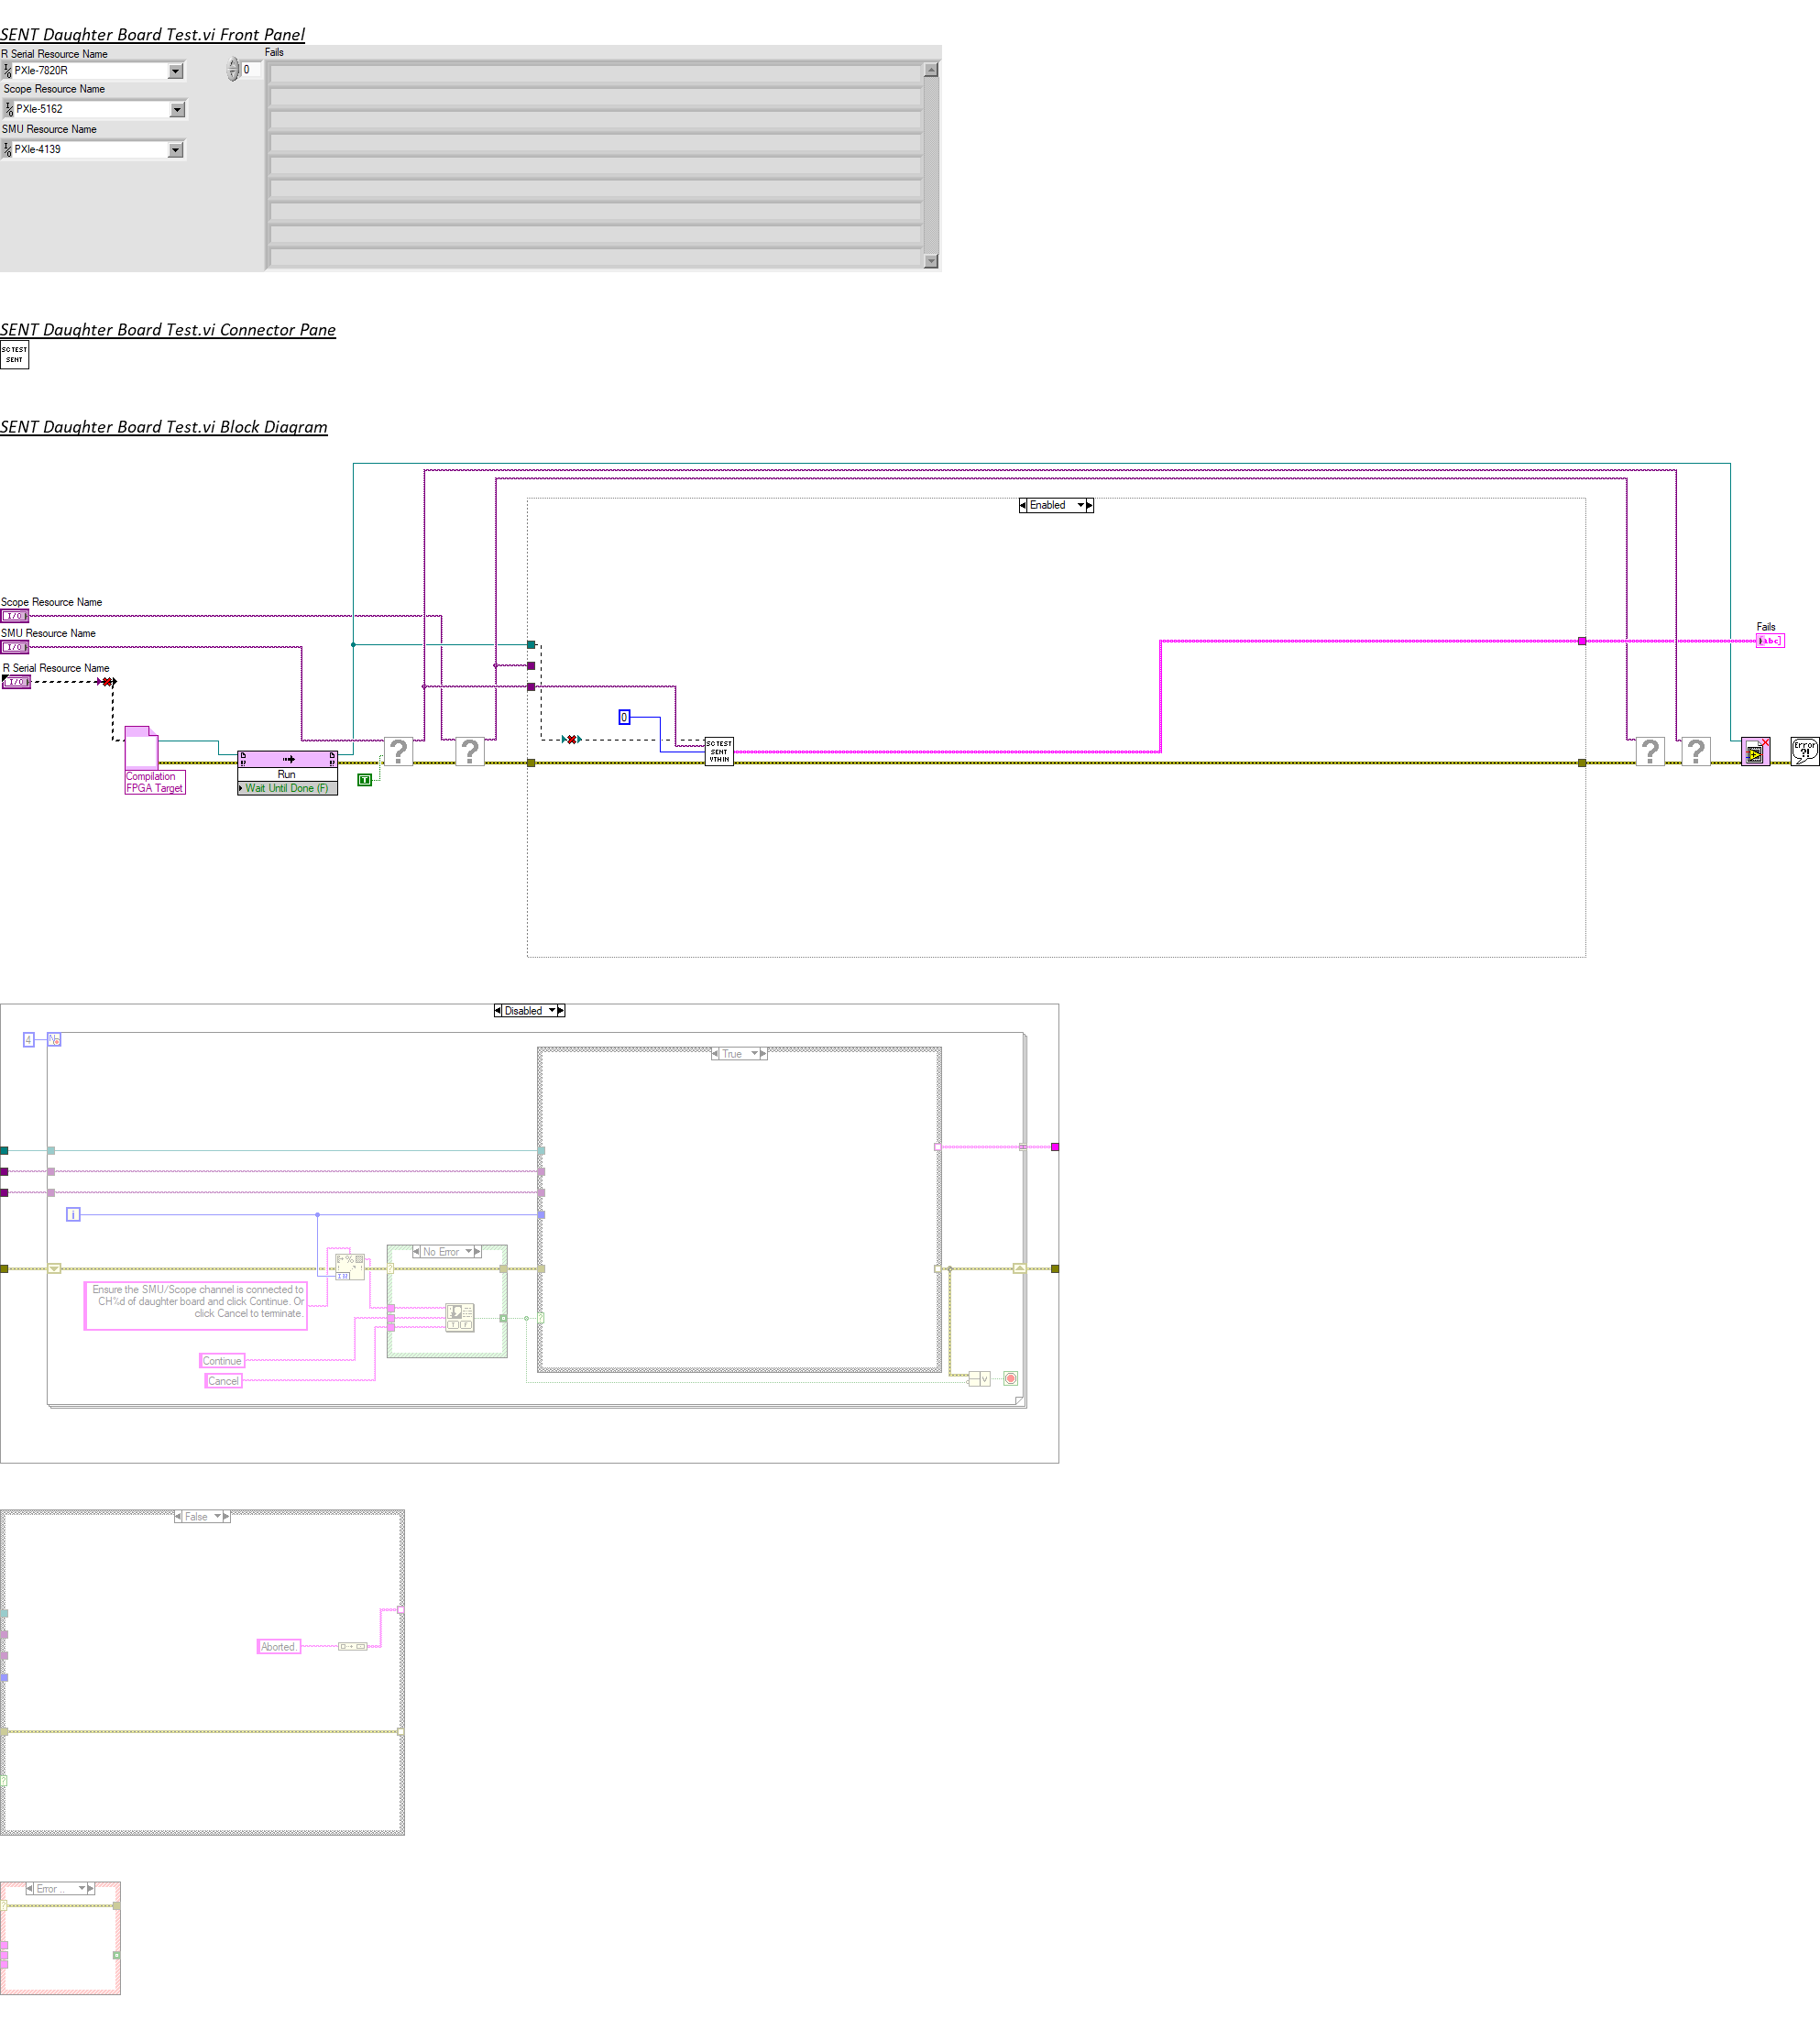 SENT Daughter Board Test.vi Front Panel
R Serial Resource Name
PXIe-7820R
Scope Resource Name
PXIe-5162
SMU Resource Name
PXIe-4139
0
Fails
SENT Daughter Board Test.vi Connector Pane
SC TEST
SENT
SENT Daughter Board Test.vi Block Diagram
Enabled
Scope Resource Name
I/O
SMU Resource Name
I/O
R Serial Resource Name
I/O
Fails
abc
0
SC TEST
SENT
VTHIN
?
?
?
?
Error
?!
Run
Wait Until Done (F)
T
Compilation
FPGA Target
Disabled
4
N
True
i
No Error
Ensure the SMU/Scope channel is connected to
CH%d of daughter board and click Continue. Or
click Cancel to terminate.
Continue
Cancel
V
False
Aborted.
Error ..